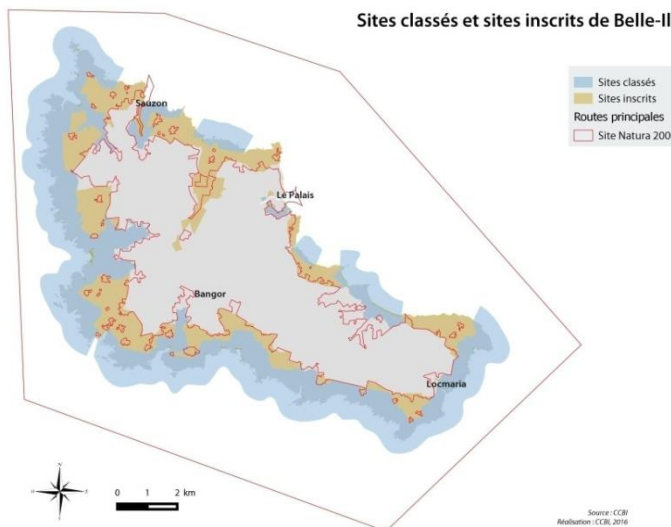 Sites classés et sites inscrits de Belle-Il
Sites classés
Sites inscrits
Routes principales
Site Natura 200
Sauzon
Le Palais
Bangor
Locmaria
N
0 1 2 km
Source : CCBI
Réalisation : CCBI, 2016